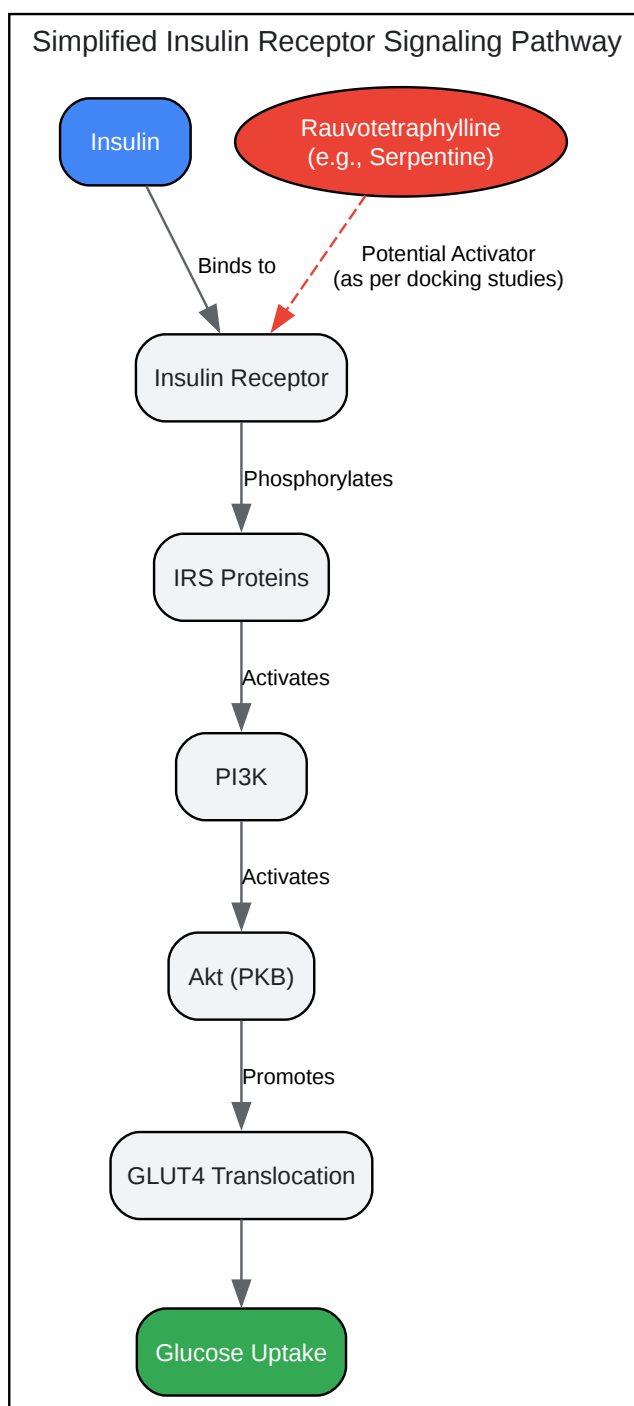 Simplified Insulin Receptor Signaling Pathway
Insulin
Rauvotetraphylline
(e.g., Serpentine)
Binds to
Potential Activator
(as per docking studies)
Insulin Receptor
Phosphorylates
IRS Proteins
Activates
PI3K
Activates
Akt (PKB)
Promotes
GLUT4 Translocation
Glucose Uptake